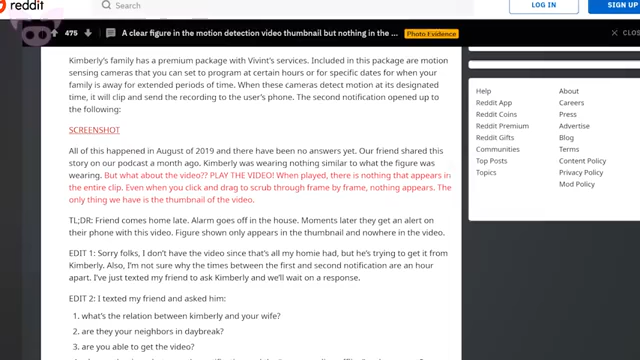 reddit
Search
LOG IN
SIGN UP
475
A clear figure in the motion detection video thumbnail but nothing in the ...
Photo Evidence
CLOS
Kimberly's family has a premium package with Vivint's services. Included in this package are motion
sensing cameras that you can set to program at certain hours or for specific dates for when your
family is away for extended periods of time. When these cameras detect motion at its designated
time, it will clip and send the recording to the user's phone. The second notification opened up to
the following:
SCREENSHOT
All of this happened in August of 2019 and there have been no answers yet. Our friend shared this
story on our podcast a month ago. Kimberly was wearing nothing similar to what the figure was
wearing. But what about the video?? PLAY THE VIDEO! When played, there is nothing that appears in
the entire clip. Even when you click and drag to scrub through frame by frame, nothing appears. The
only thing we have is the thumbnail of the video.
TL;DR: Friend comes home late. Alarm goes off in the house. Moments later they get an alert on
their phone with this video. Figure shown only appears in the thumbnail and nowhere in the video.
EDIT 1: Sorry folks, I don't have the video since that's all my homie had, but he's trying to get it from
Kimberly. Also, I'm not sure why the times between the first and second notification are an hour
apart. I've just texted my friend to ask Kimberly and we'll wait on a response.
EDIT 2: I texted my friend and asked him:
1. what's the relation between kimberly and your wife?
2. are they your neighbors in daybreak?
3. are you able to get the video?
Help
About
Reddit App
Careers
Reddit Coins
Press
Reddit Premium
Advertise
Reddit Gifts
Blog
Communities
Terms
Top Posts
Content Policy
Topics
Privacy Policy
Mod Policy